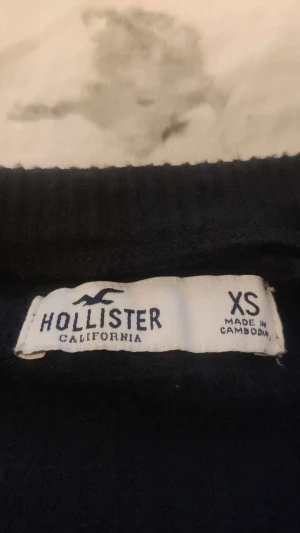 HOLLISTER
CALIFORNIA
XS
MADE IN
CAMBODIA